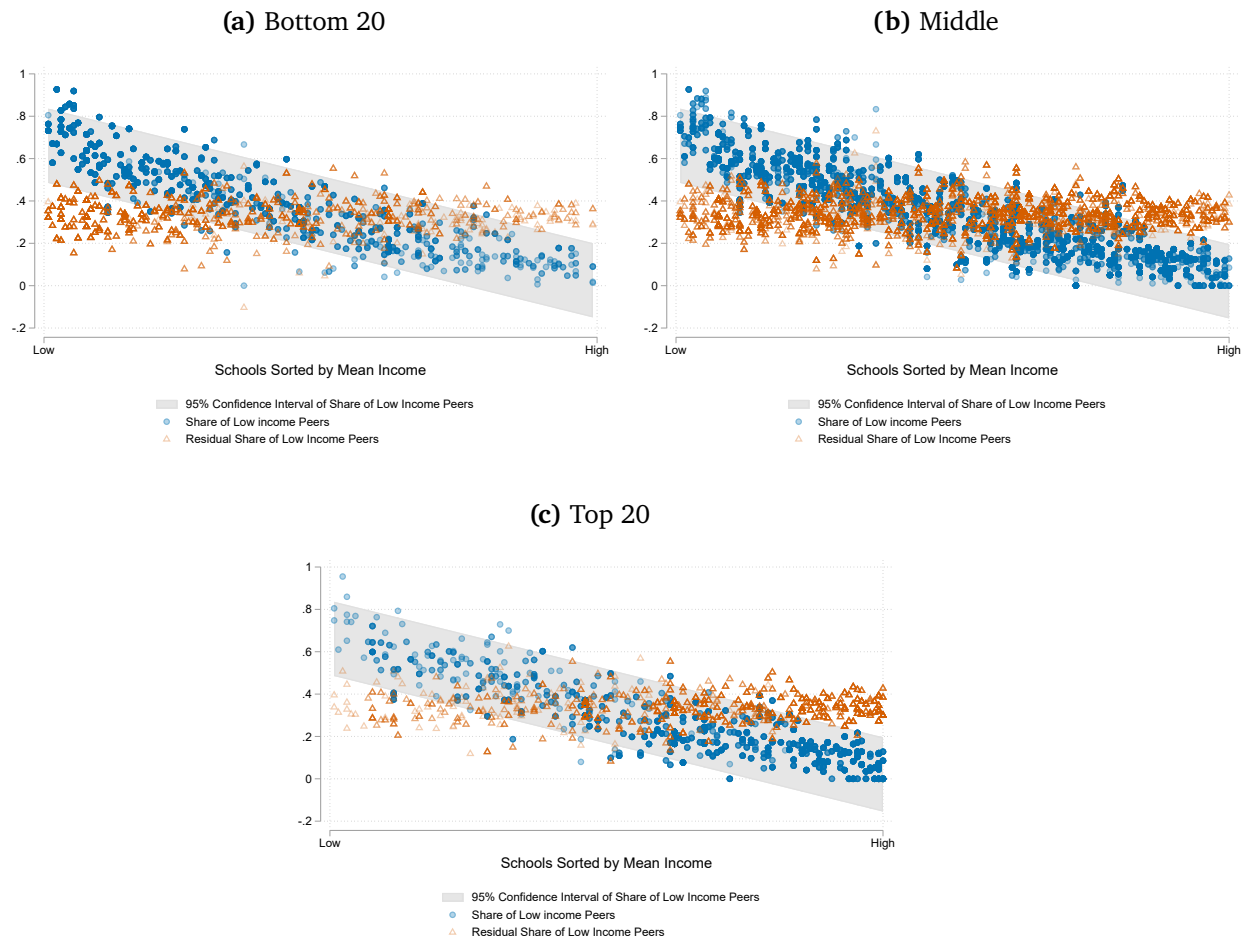 (a) Bottom 20
1
.8
.6
.4
.2
0
-.2
Low
High
Schools Sorted by Mean Income
95% Confidence Interval of Share of Low Income Peers
Share of Low income Peers
Residual Share of Low Income Peers
(b) Middle
1
.8
.6
.4
.2
0
-.2
Low
High
Schools Sorted by Mean Income
95% Confidence Interval of Share of Low Income Peers
Share of Low income Peers
Residual Share of Low Income Peers
(c) Top 20
1
.8
.6
.4
.2
0
-.2
Low
High
Schools Sorted by Mean Income
95% Confidence Interval of Share of Low Income Peers
Share of Low income Peers
Residual Share of Low Income Peers